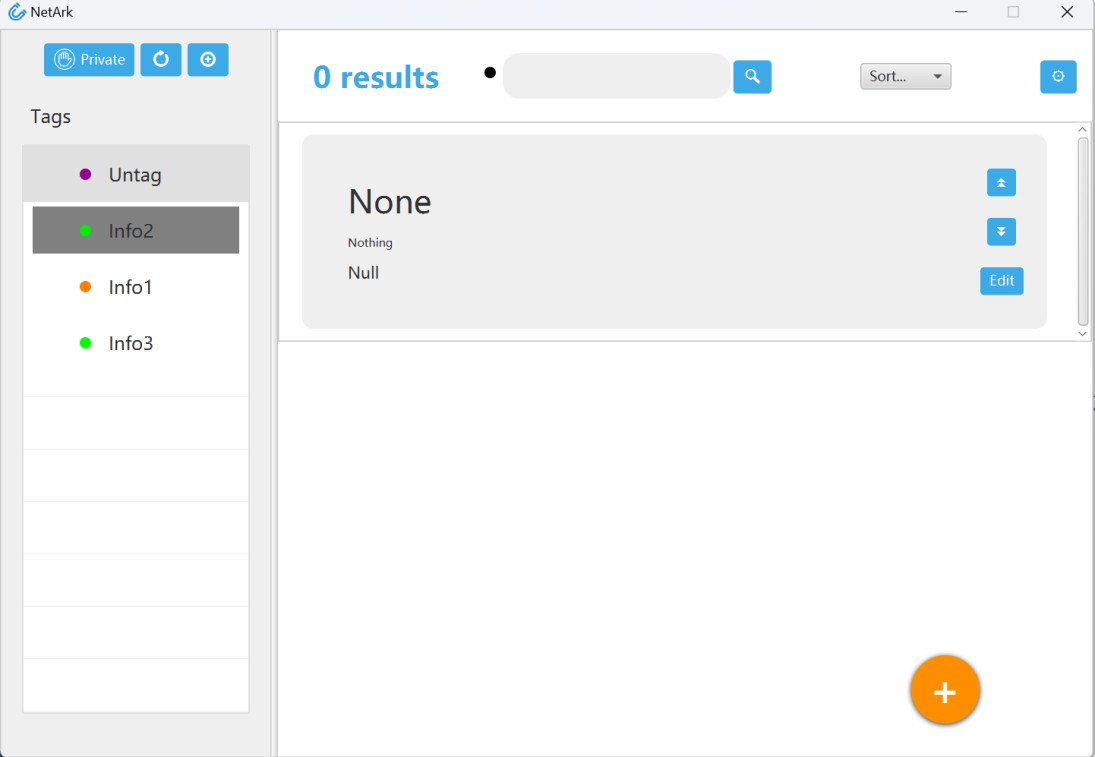 NetArk
Private
Tags
Untag
Info2
Info1
Info3
0 results
Sort...
None
Nothing
Null
Edit